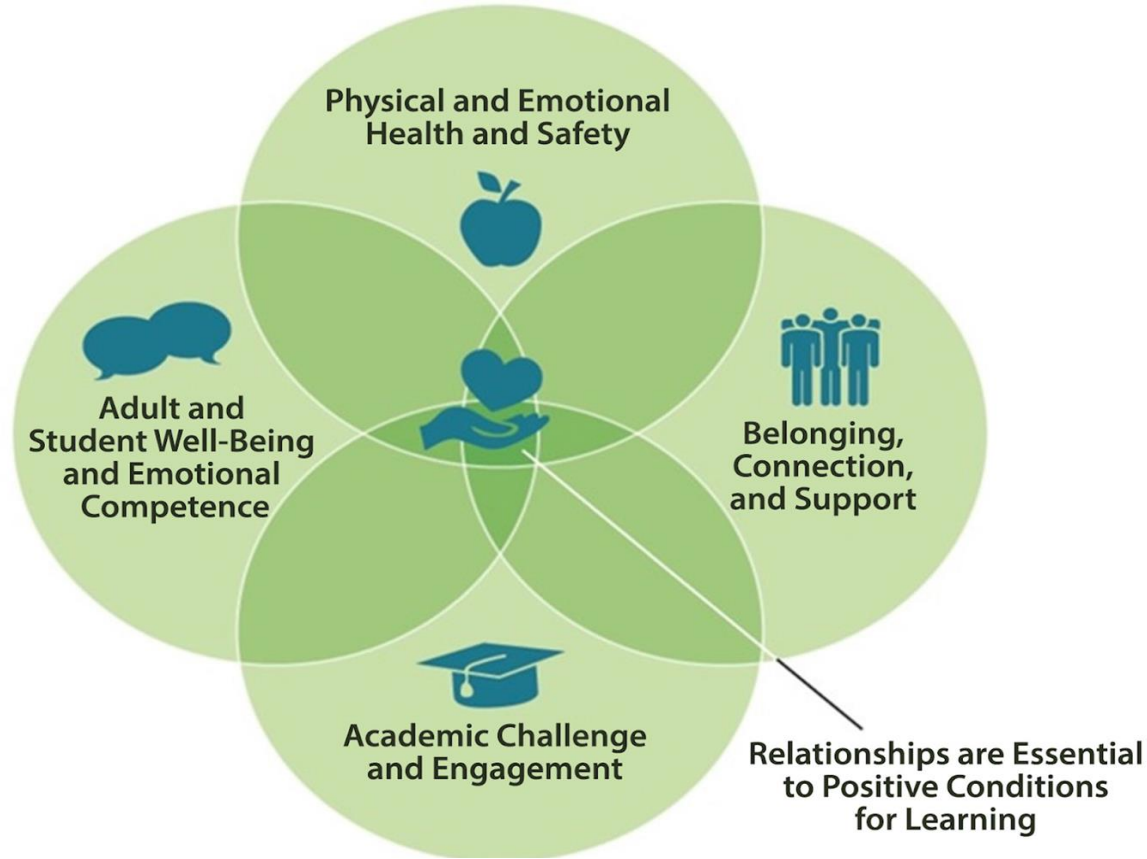 Physical and Emotional
Health and Safety
Adult and
Student Well-Being
and Emotional
Competence
Belonging,
Connection,
and Support
Academic Challenge
and Engagement
Relationships are Essential
to Positive Conditions
for Learning